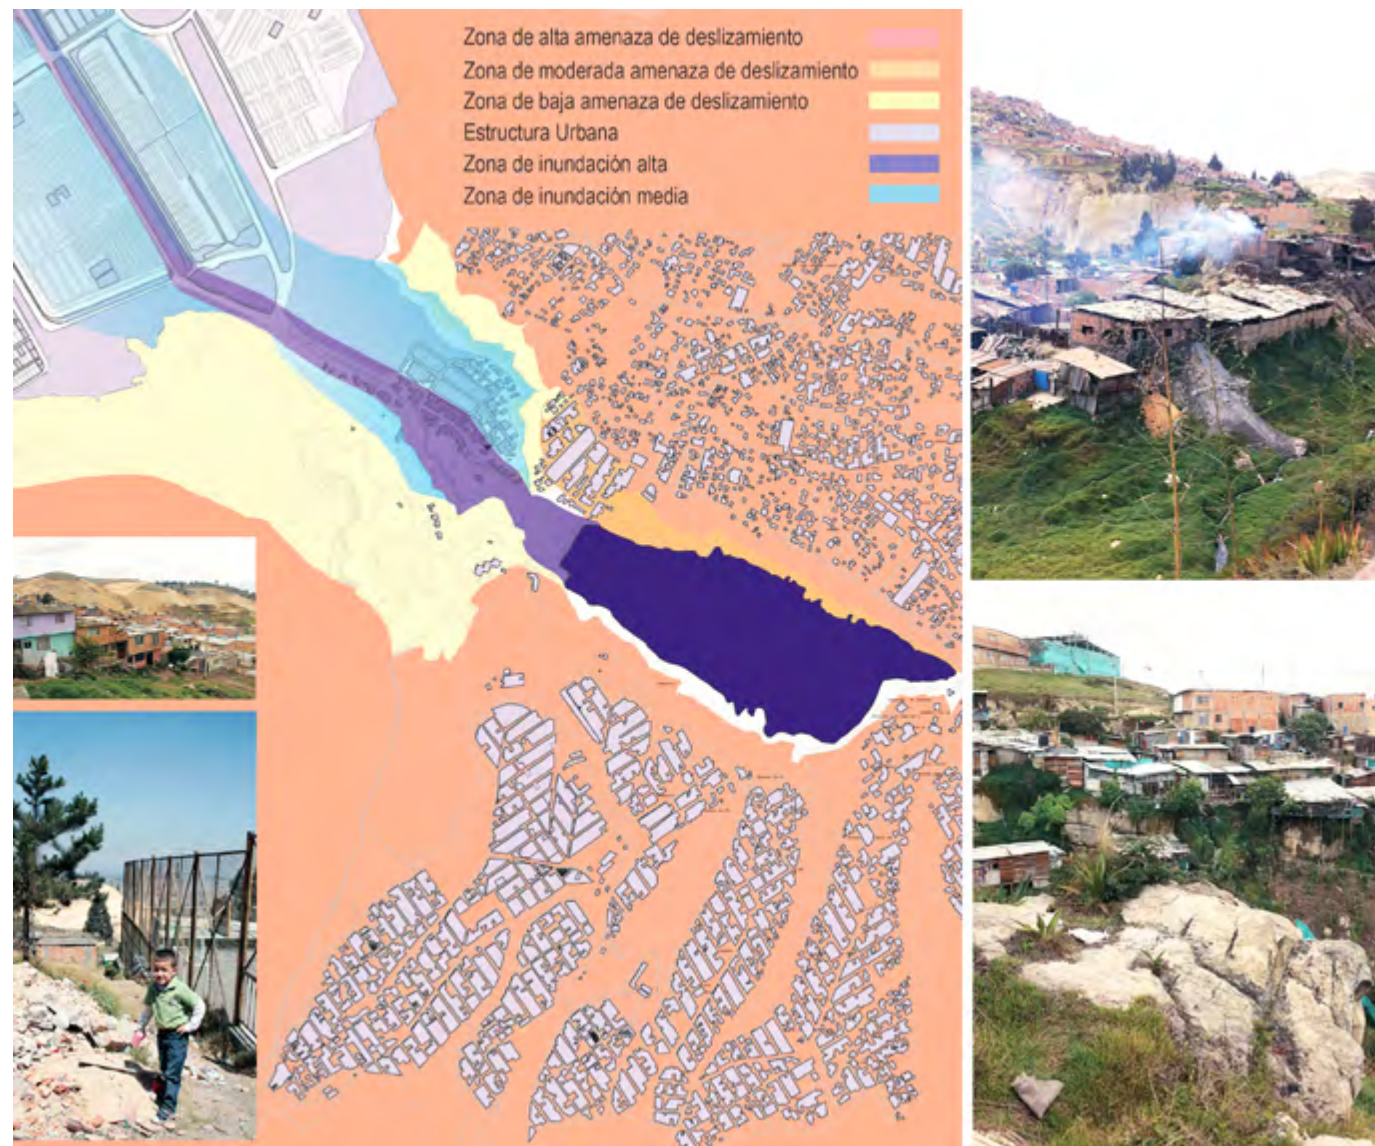 Zona de alta amenaza de deslizamiento
Zona de moderada amenaza de deslizamiento
Zona de baja amenaza de deslizamiento
Estructura Urbana
Zona de inundación alta
Zona de inundación media